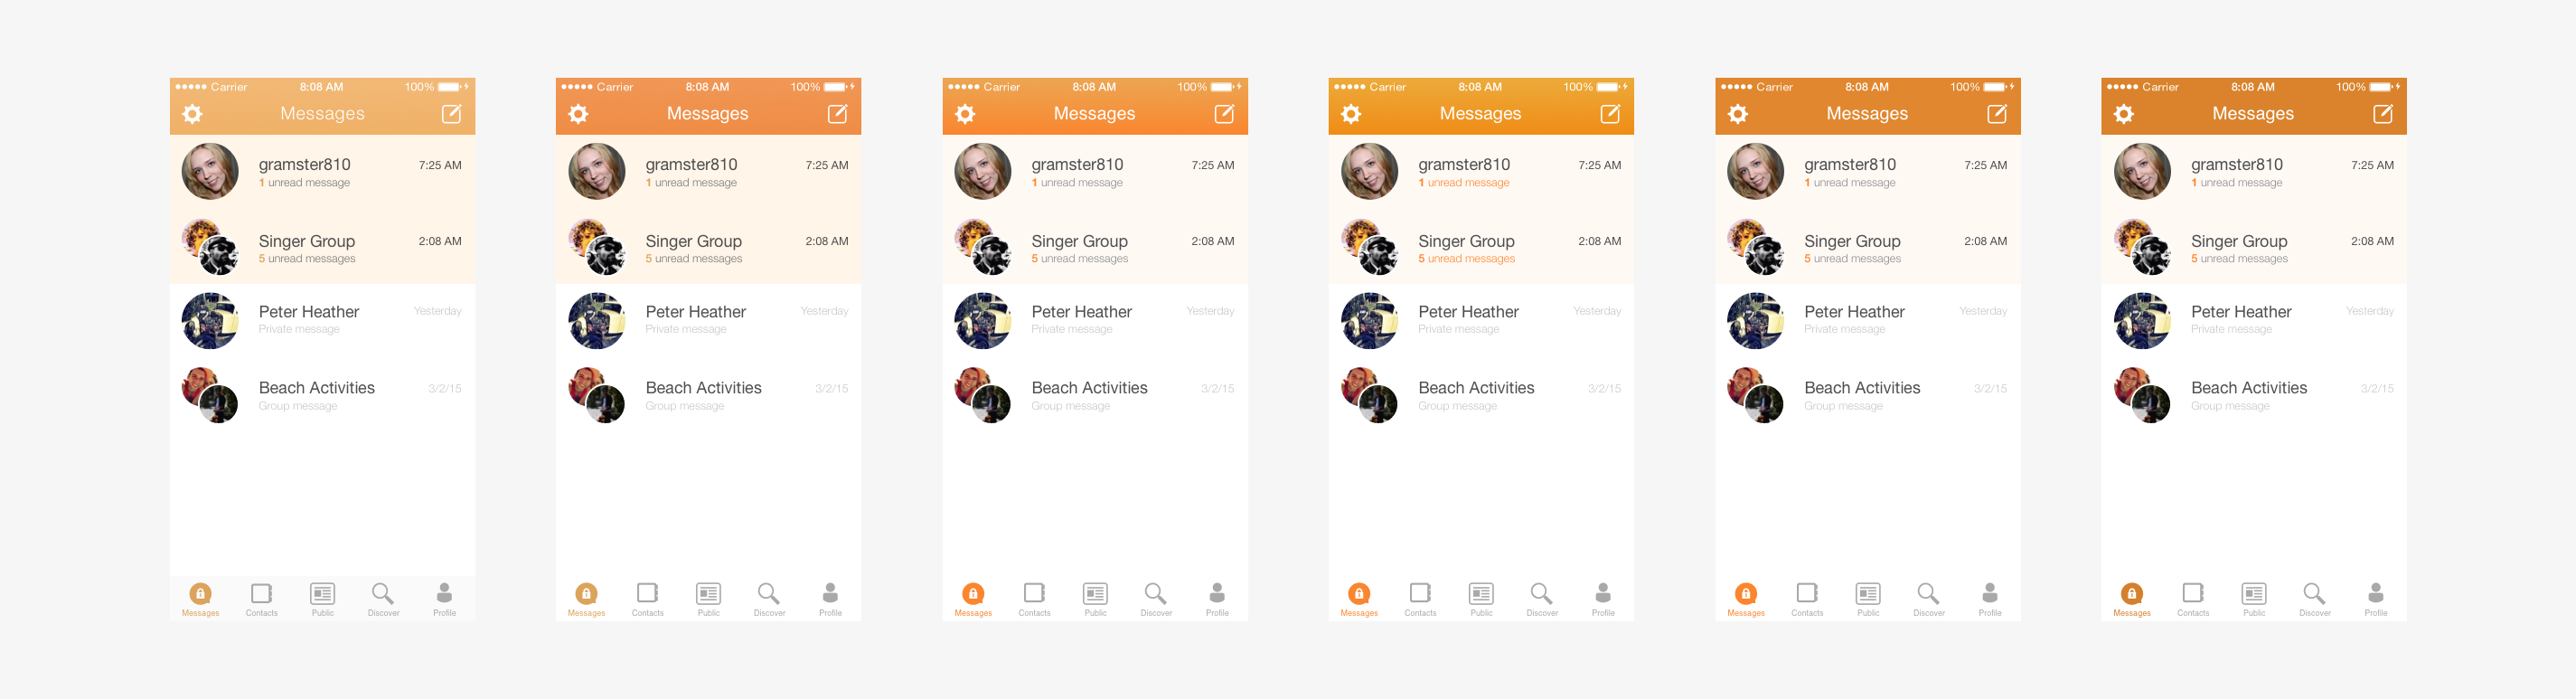 Carrier 8:08 AM 100%
Messages
gramster810 7:25 AM
1 unread message
Singer Group 2:08 AM
5 unread messages
Peter Heather Yesterday
Private message
Beach Activities 3/2/15
Group message
Messages Contacts Public Discover Profile
Carrier 8:08 AM 100%
Messages
gramster810 7:25 AM
1 unread message
Singer Group 2:08 AM
5 unread messages
Peter Heather Yesterday
Private message
Beach Activities 3/2/15
Group message
Messages Contacts Public Discover Profile
Carrier 8:08 AM 100%
Messages
gramster810 7:25 AM
1 unread message
Singer Group 2:08 AM
5 unread messages
Peter Heather Yesterday
Private message
Beach Activities 3/2/15
Group message
Messages Contacts Public Discover Profile
Carrier 8:08 AM 100%
Messages
gramster810 7:25 AM
1 unread message
Singer Group 2:08 AM
5 unread messages
Peter Heather Yesterday
Private message
Beach Activities 3/2/15
Group message
Messages Contacts Public Discover Profile
Carrier 8:08 AM 100%
Messages
gramster810 7:25 AM
1 unread message
Singer Group 2:08 AM
5 unread messages
Peter Heather Yesterday
Private message
Beach Activities 3/2/15
Group message
Messages Contacts Public Discover Profile
Carrier 8:08 AM 100%
Messages
gramster810 7:25 AM
1 unread message
Singer Group 2:08 AM
5 unread messages
Peter Heather Yesterday
Private message
Beach Activities 3/2/15
Group message
Messages Contacts Public Discover Profile